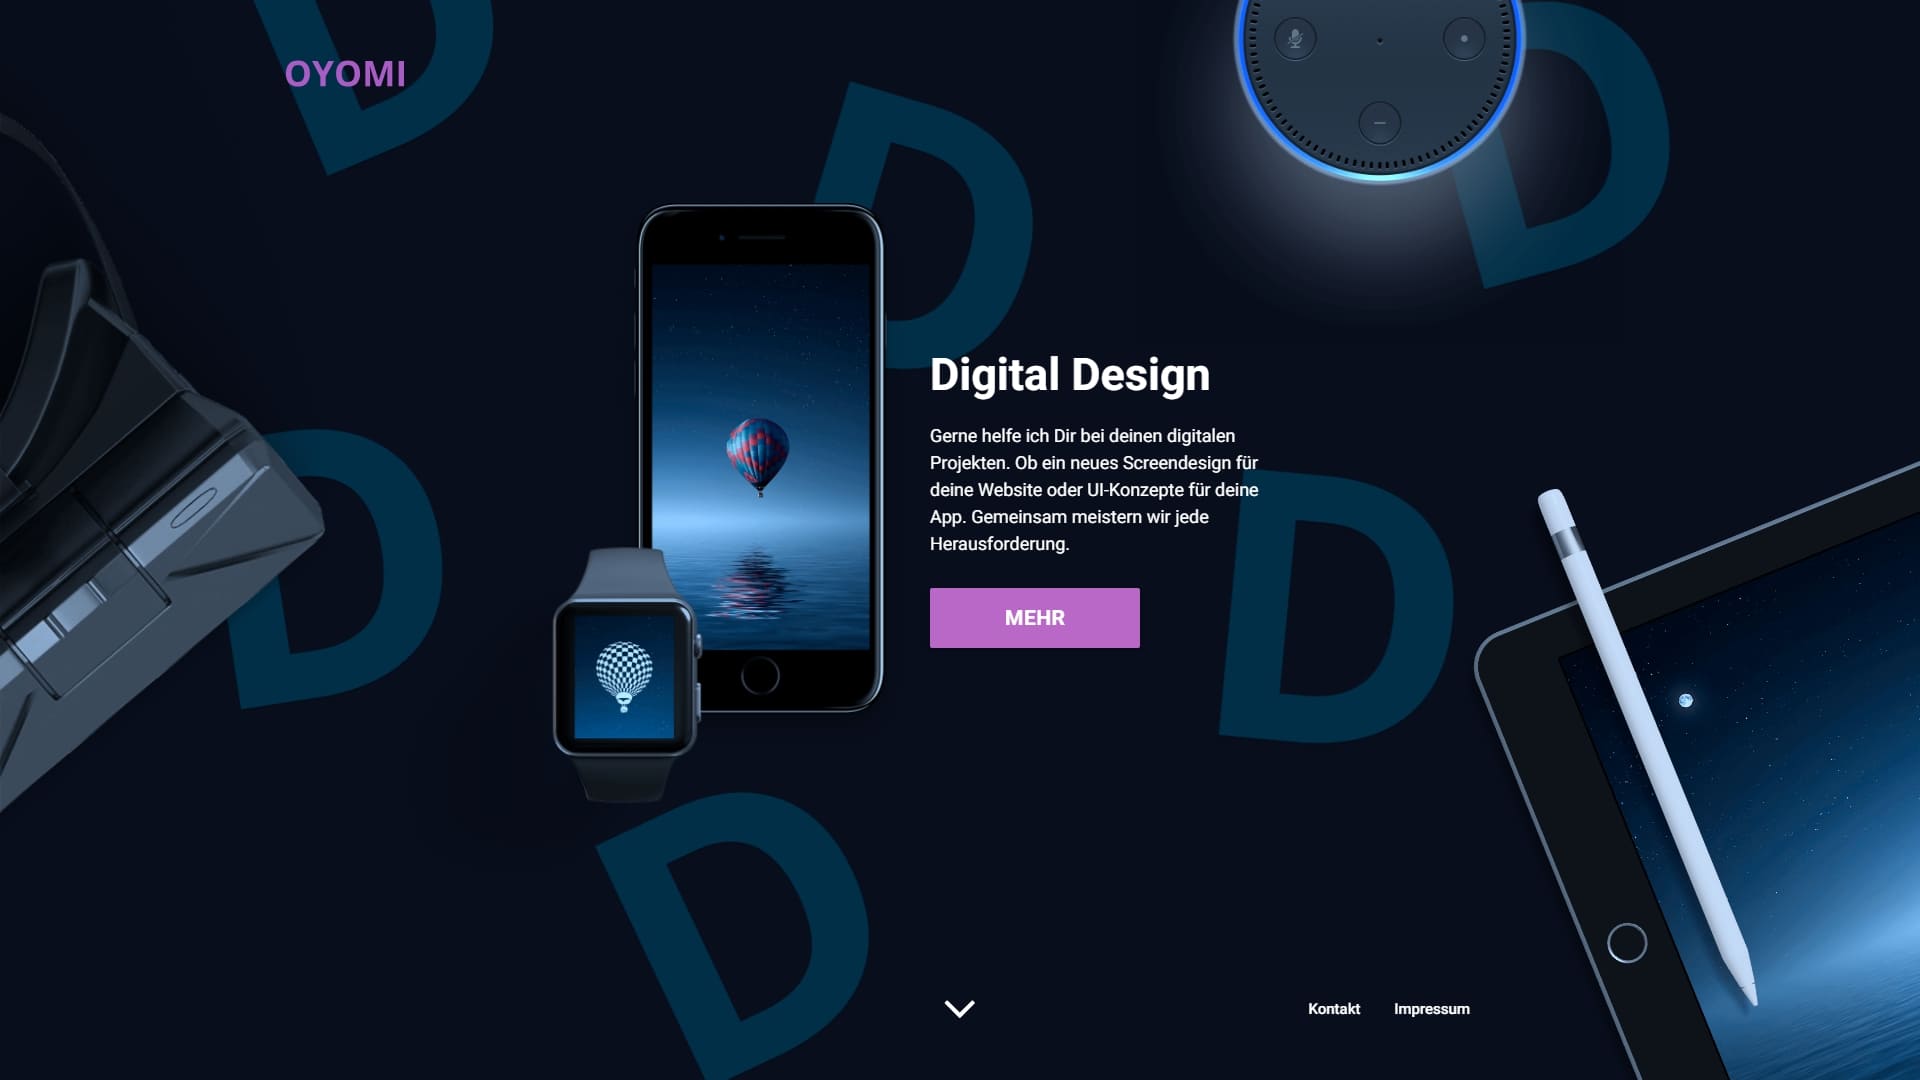 D
D
D
OYOMI
Digital Design
Gerne helfe ich Dir bei deinen digitalen
Projekten. Ob ein neues Screendesign für
deine Website oder UI-Konzepte für deine
App. Gemeinsam meistern wir jede
Herausforderung.
D
D
MEHR
D
Kontakt Impressum